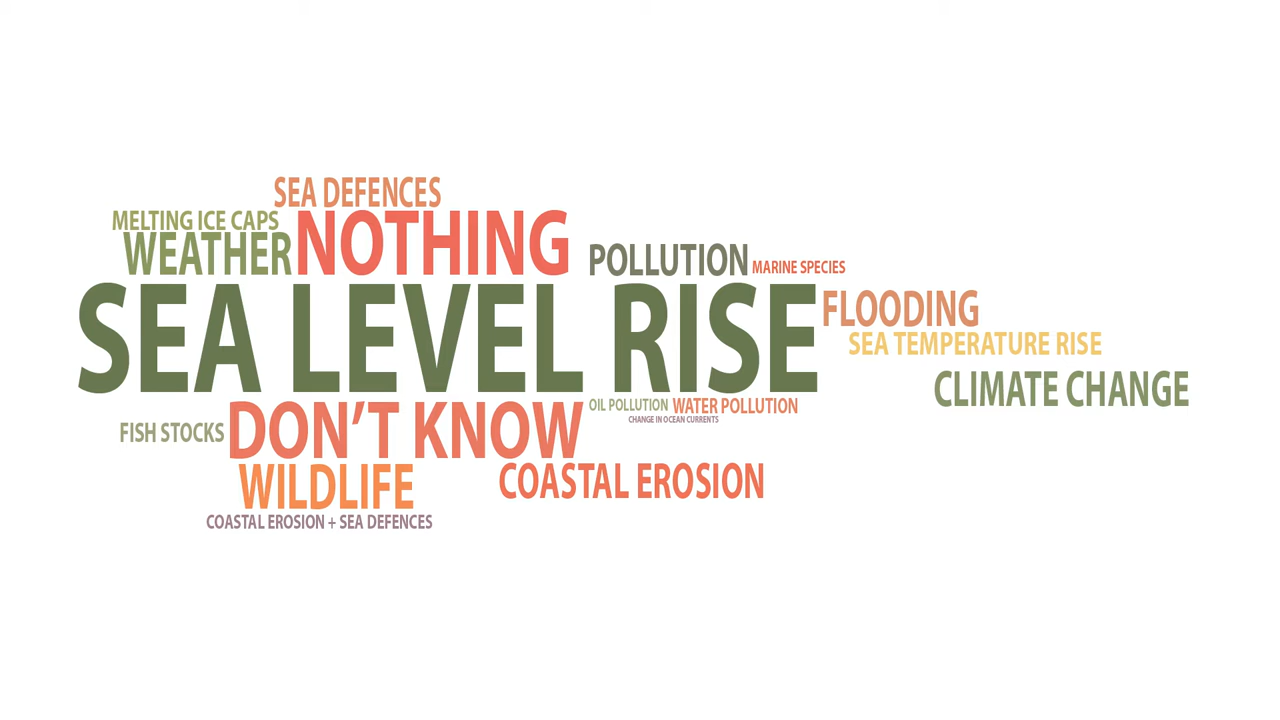 SEA DEFENCES
MELTING ICE CAPS
NOTHING
WEATHER
POLLUTION
MARINE SPECIES
SEA LEVEL RISE
FLOODING
SEA TEMPERATURE RISE
CLIMATE CHANGE
OIL POLLUTION
WATER POLLUTION
CHANGE IN OCEAN CURRENTS
FISH STOCKS
DON'T KNOW
WILDLIFE
COASTAL EROSION
COASTAL EROSION + SEA DEFENCES